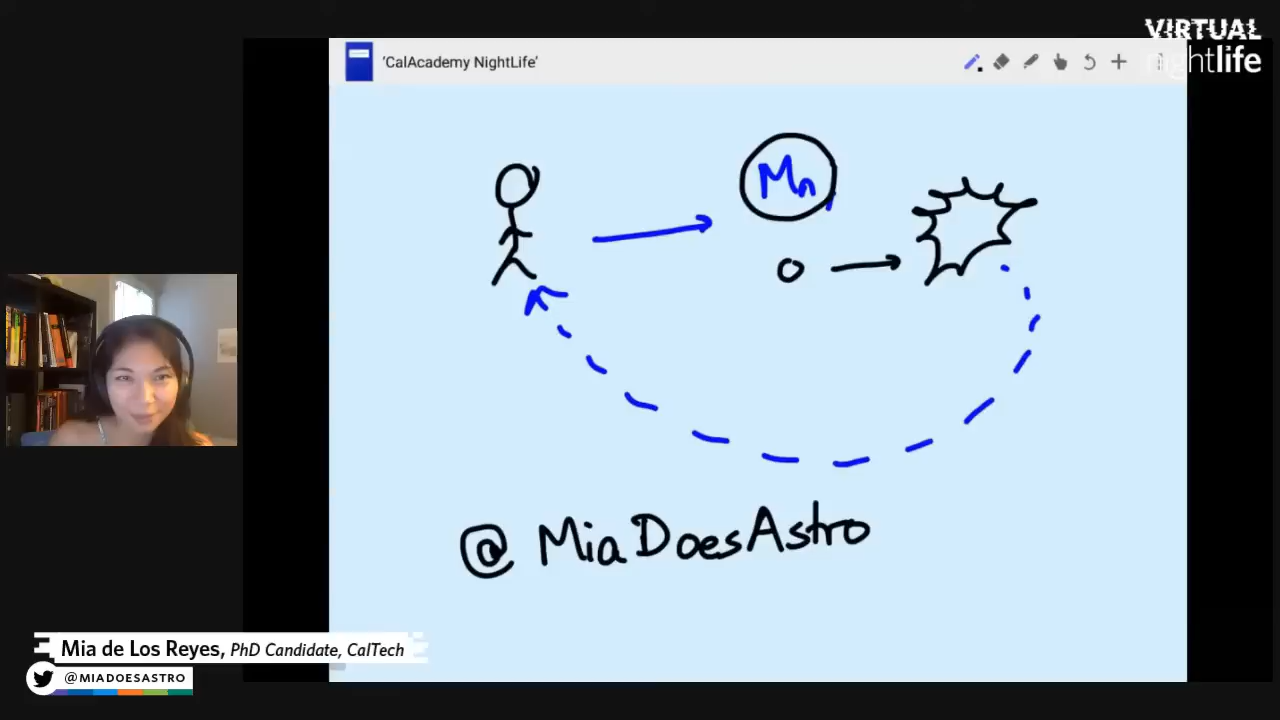 VIRTUAL
nightlife
'CalAcademy NightLife'
Mn
@MiaDoesAstro
Mia de Los Reyes, PhD Candidate, CalTech
@MIADOESASTRO